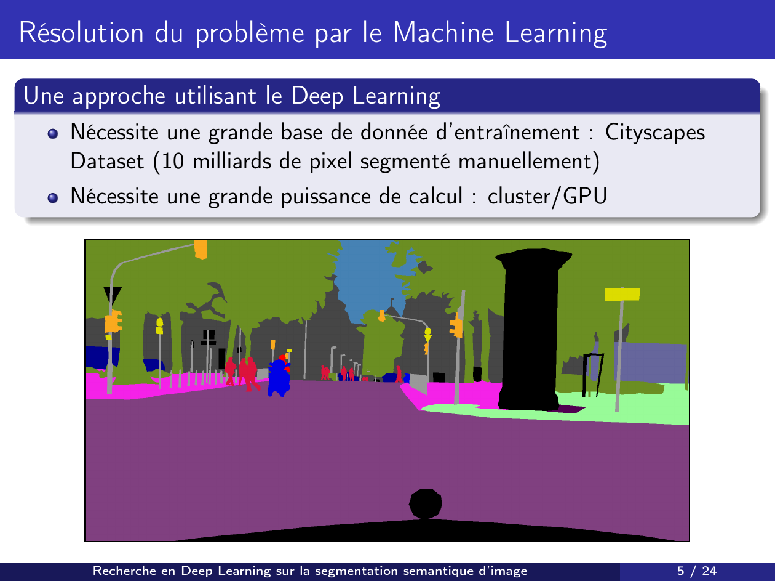 Résolution du problème par le Machine Learning
Une approche utilisant le Deep Learning
Nécessite une grande base de donnée d'entraînement : Cityscapes
Dataset (10 milliards de pixel segmenté manuellement)
Nécessite une grande puissance de calcul : cluster/GPU
Recherche en Deep Learning sur la segmentation semantique d'image
5 / 24